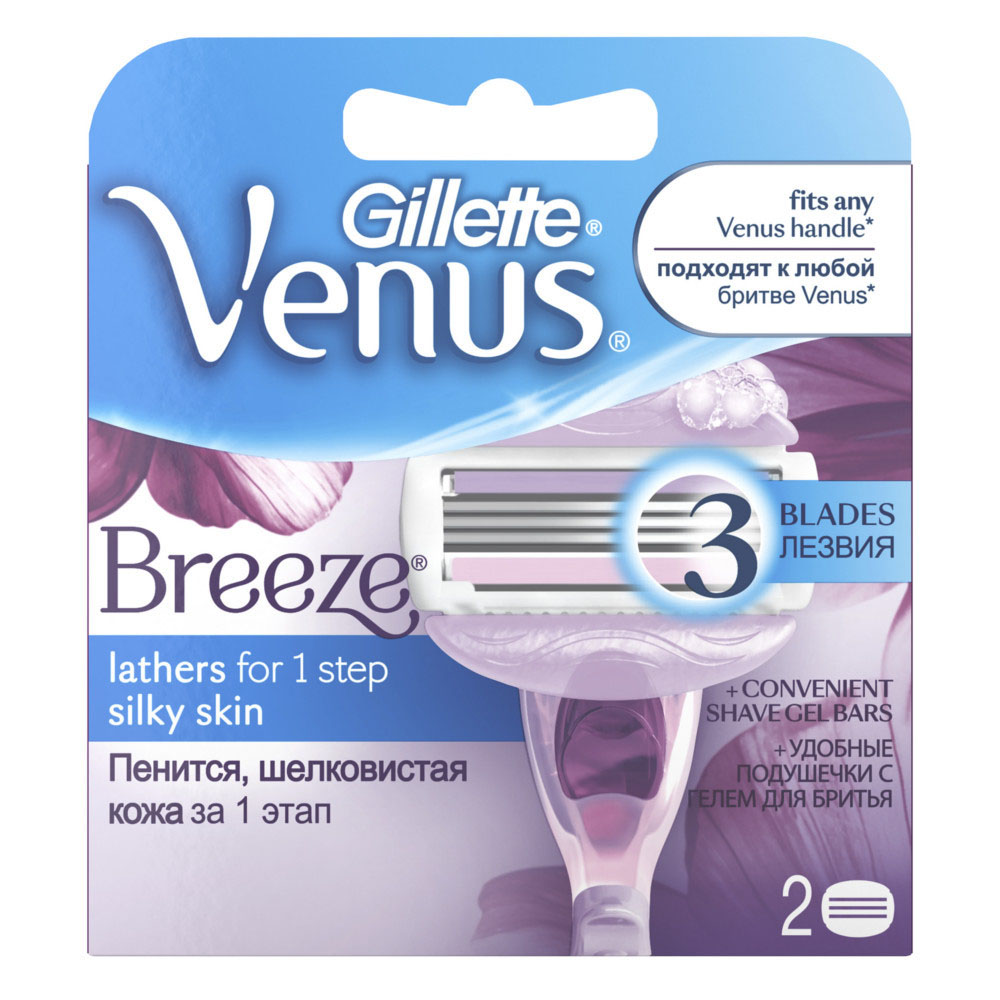 Gillette®
Venus®
fits any
Venus handle*
подходят к любой
бритве Venus*
3
BLADES
ЛЕЗВИЯ
Breeze®
lathers for 1 step
silky skin
Пенится, шелковистая
кожа за 1 этап
+ CONVENIENT
SHAVE GEL BARS
+УДОБНЫЕ
ПОДУШЕЧКИ С
ГЕЛЕМ ДЛЯ БРИТЬЯ
2